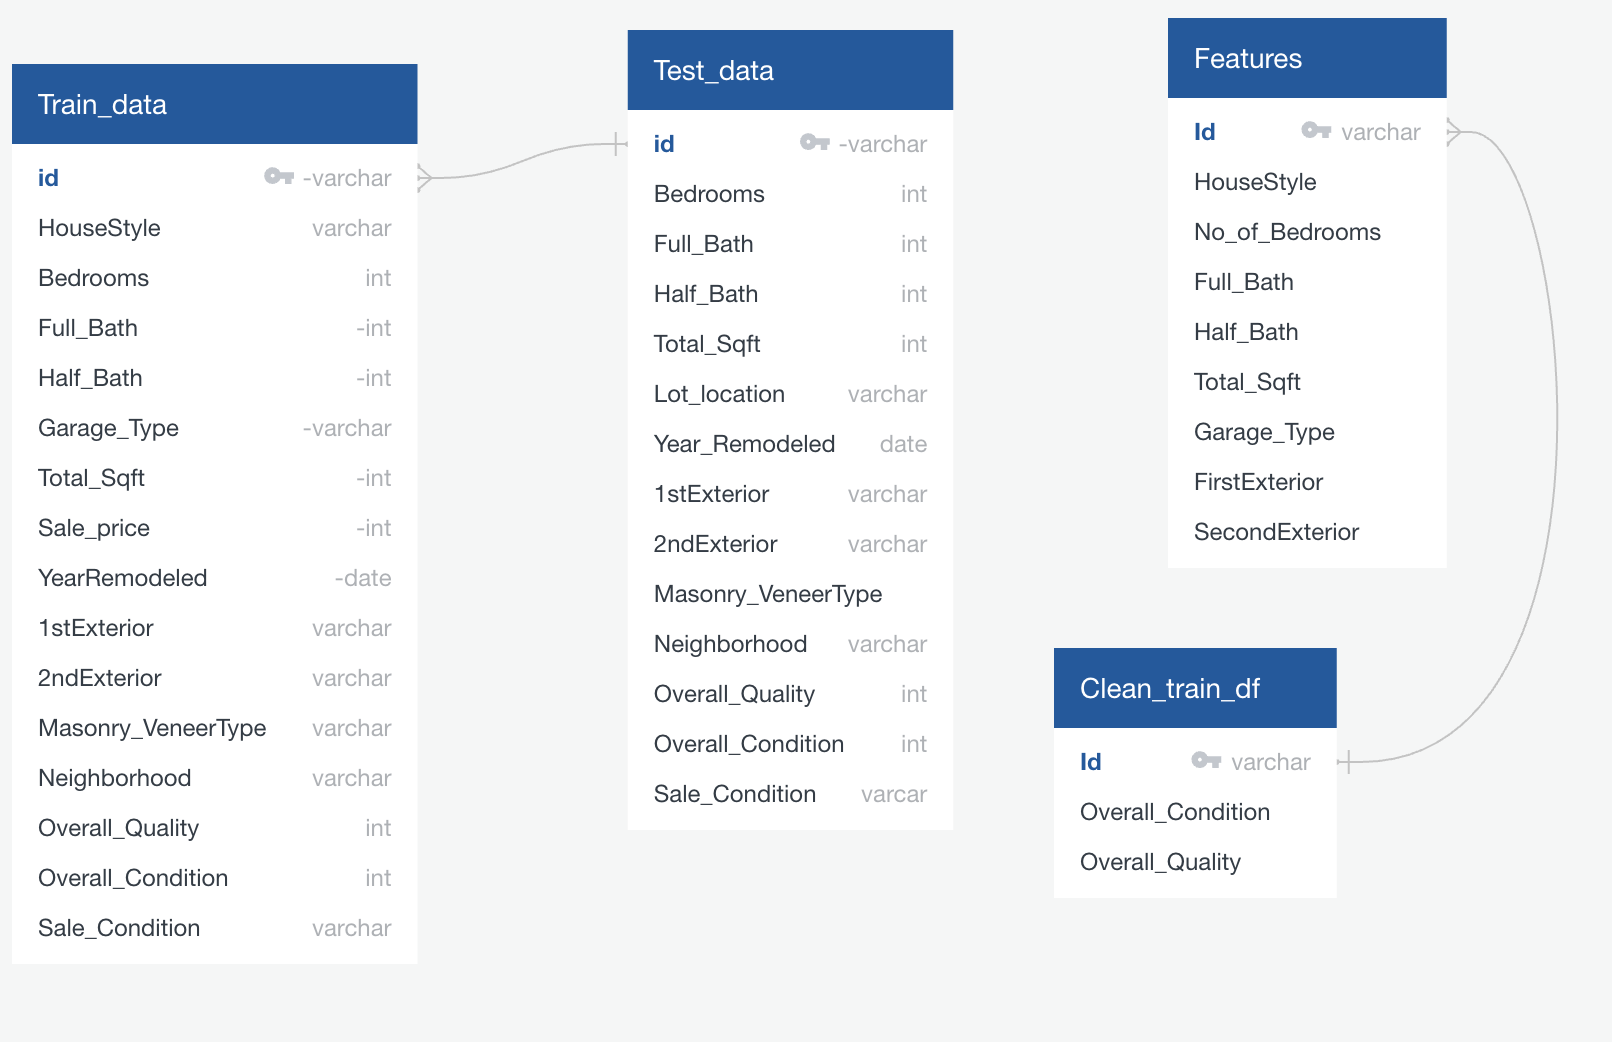 Train_data
id -varchar
HouseStyle varchar
Bedrooms int
Full_Bath -int
Half_Bath -int
Garage_Type -varchar
Total_Sqft -int
Sale_price -int
YearRemodeled -date
1stExterior varchar
2ndExterior varchar
Masonry_VeneerType varchar
Neighborhood varchar
Overall_Quality int
Overall_Condition int
Sale_Condition varchar
Test_data
id -varchar
Bedrooms int
Full_Bath int
Half_Bath int
Total_Sqft int
Lot_location varchar
Year_Remodeled date
1stExterior varchar
2ndExterior varchar
Masonry_VeneerType
Neighborhood varchar
Overall_Quality int
Overall_Condition int
Sale_Condition varcar
Features
Id varchar
HouseStyle
No_of_Bedrooms
Full_Bath
Half_Bath
Total_Sqft
Garage_Type
FirstExterior
SecondExterior
Clean_train_df
Id varchar
Overall_Condition
Overall_Quality